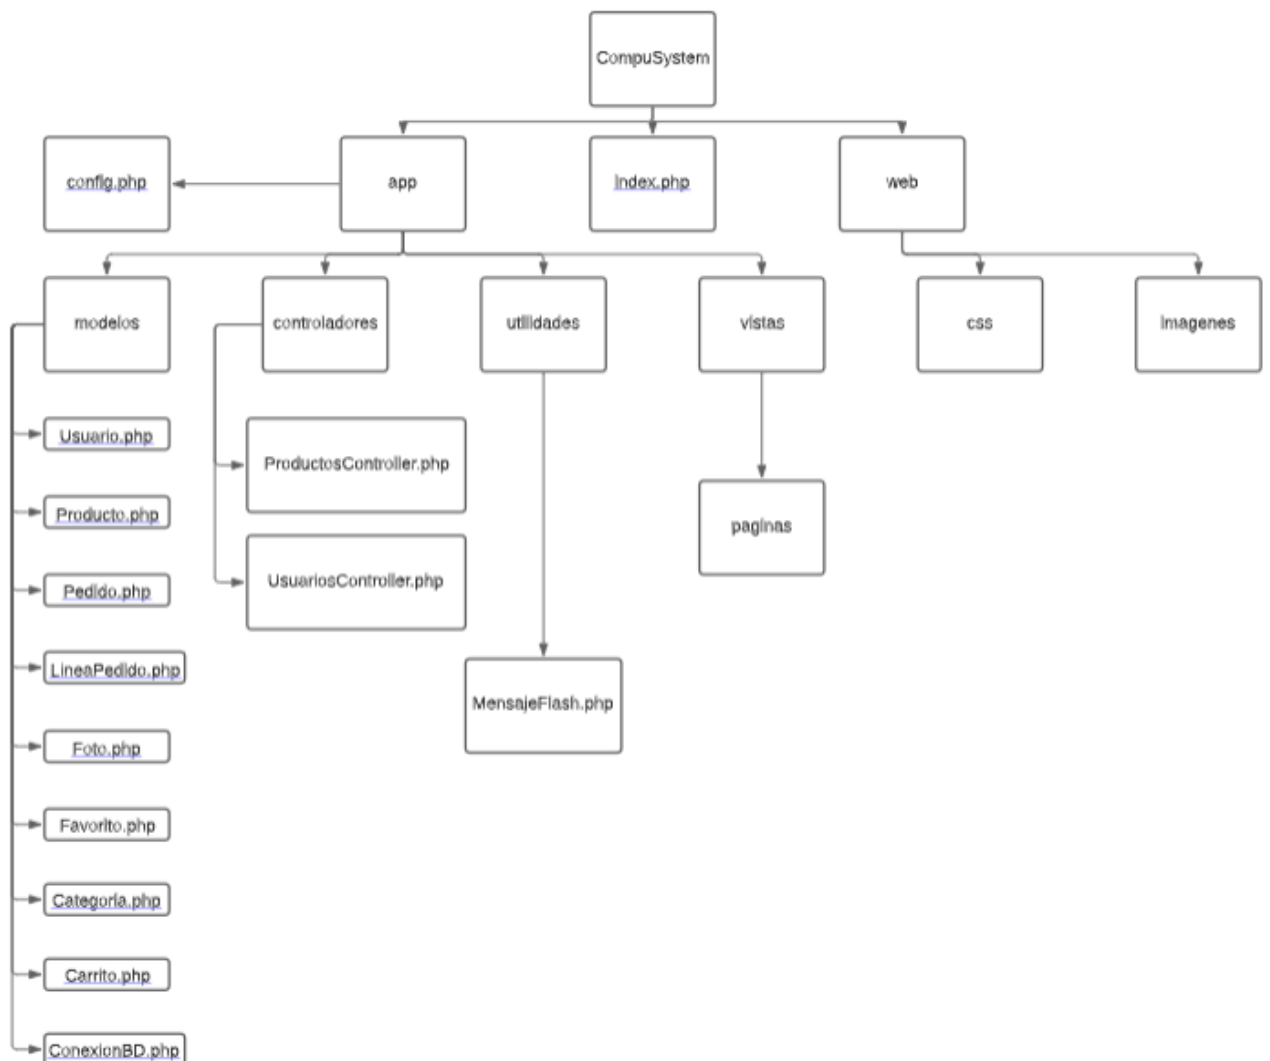 CompuSystem
config.php
app
index.php
web
modelos
controladores
utilidades
vistas
css
imagenes
Usuario.php
ProductosController.php
Producto.php
paginas
UsuariosController.php
Pedido.php
LineaPedido.php
MensajeFlash.php
Foto.php
Favorito.php
Categoria.php
Carrito.php
ConexionBD.php